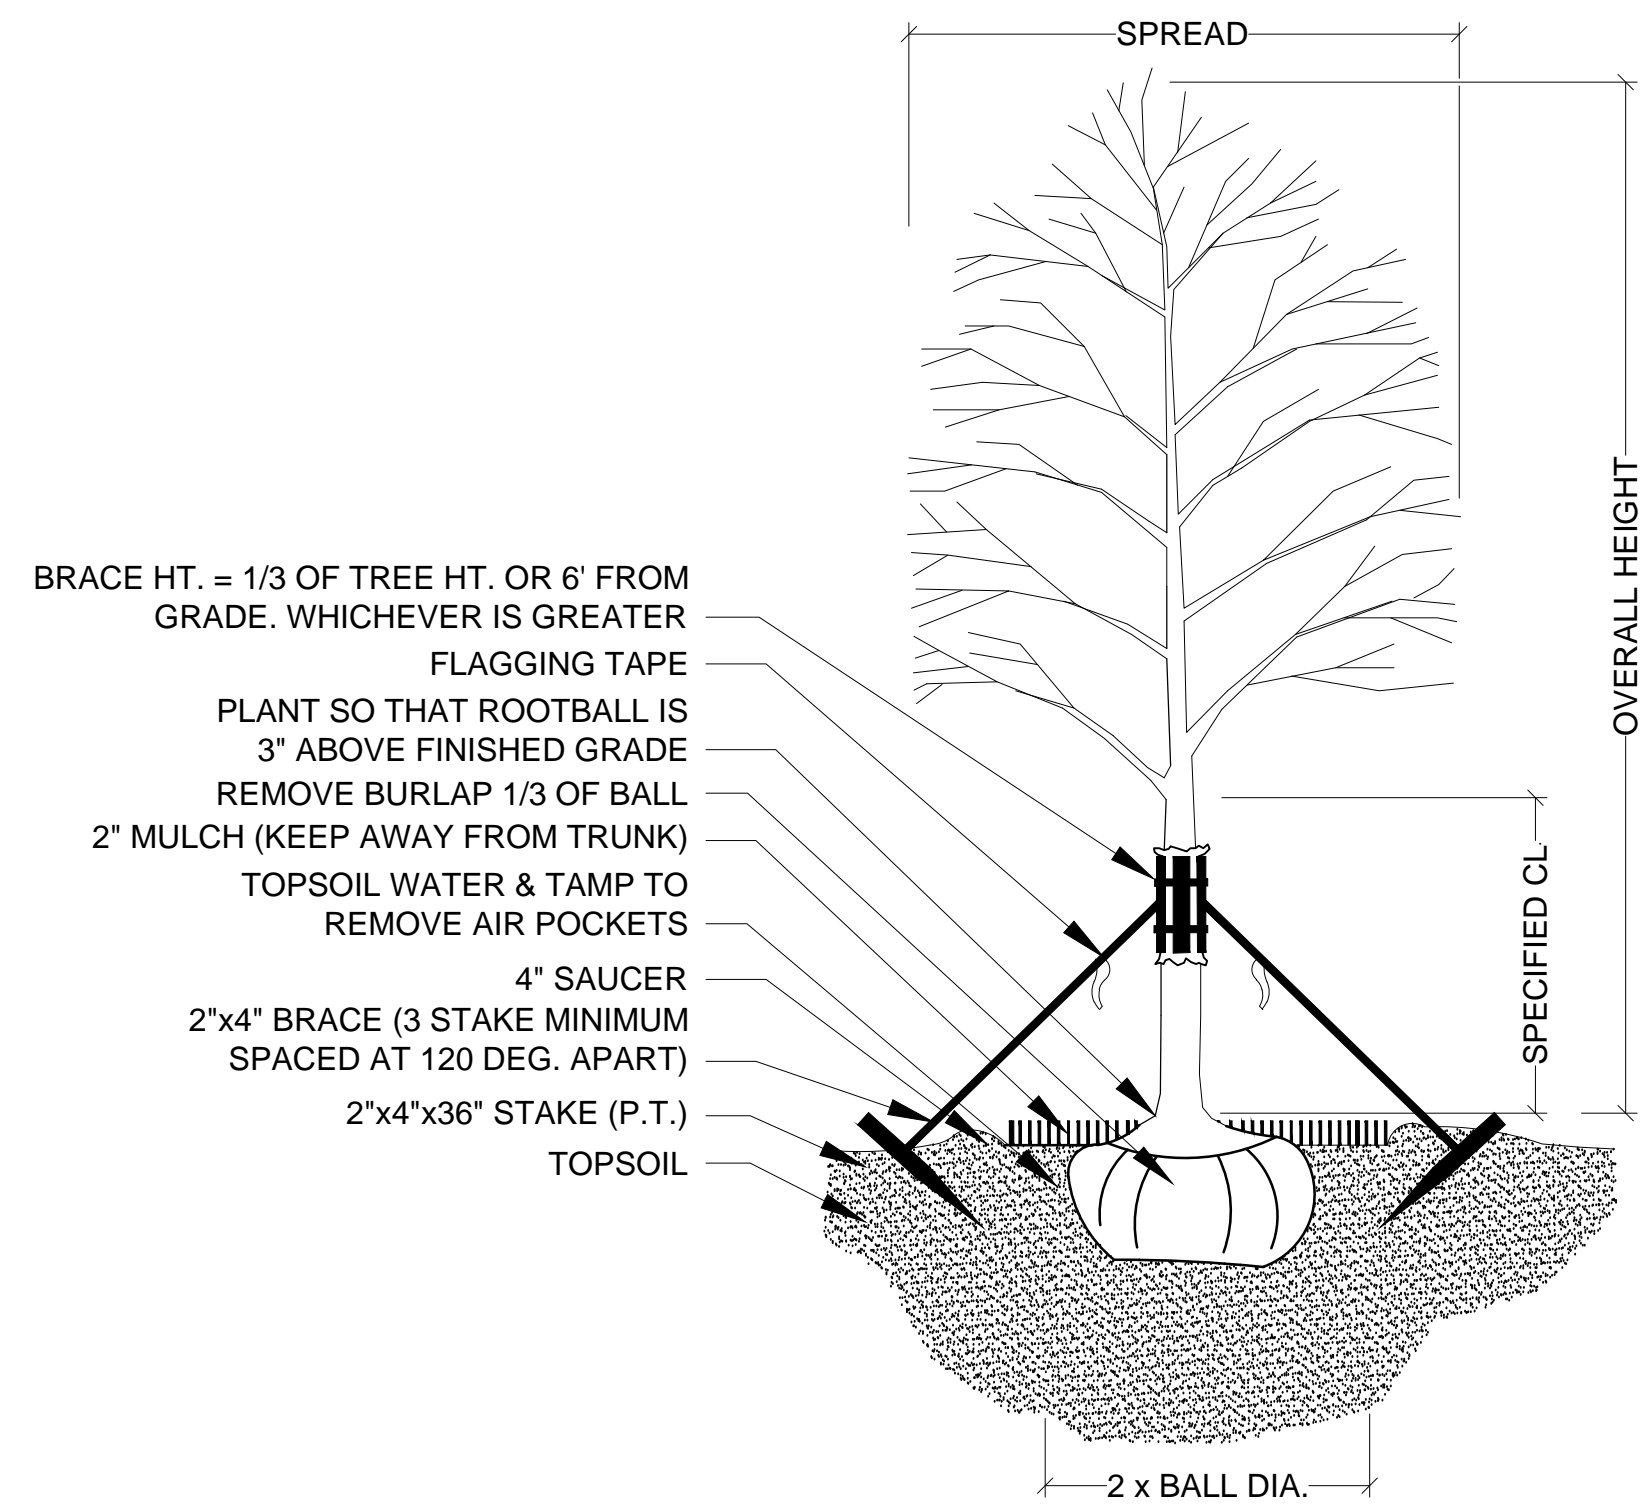 SPREAD
OVERALL HEIGHT
BRACE HT. = 1/3 OF TREE HT. OR 6' FROM
GRADE. WHICHEVER IS GREATER
FLAGGING TAPE
PLANT SO THAT ROOTBALL IS
3" ABOVE FINISHED GRADE
REMOVE BURLAP 1/3 OF BALL
2" MULCH (KEEP AWAY FROM TRUNK)
TOPSOIL WATER & TAMP TO
REMOVE AIR POCKETS
4" SAUCER
2"x4" BRACE (3 STAKE MINIMUM
SPACED AT 120 DEG. APART)
2"x4"x36" STAKE (P.T.)
TOPSOIL
SPECIFIED CL.
2 x BALL DIA.